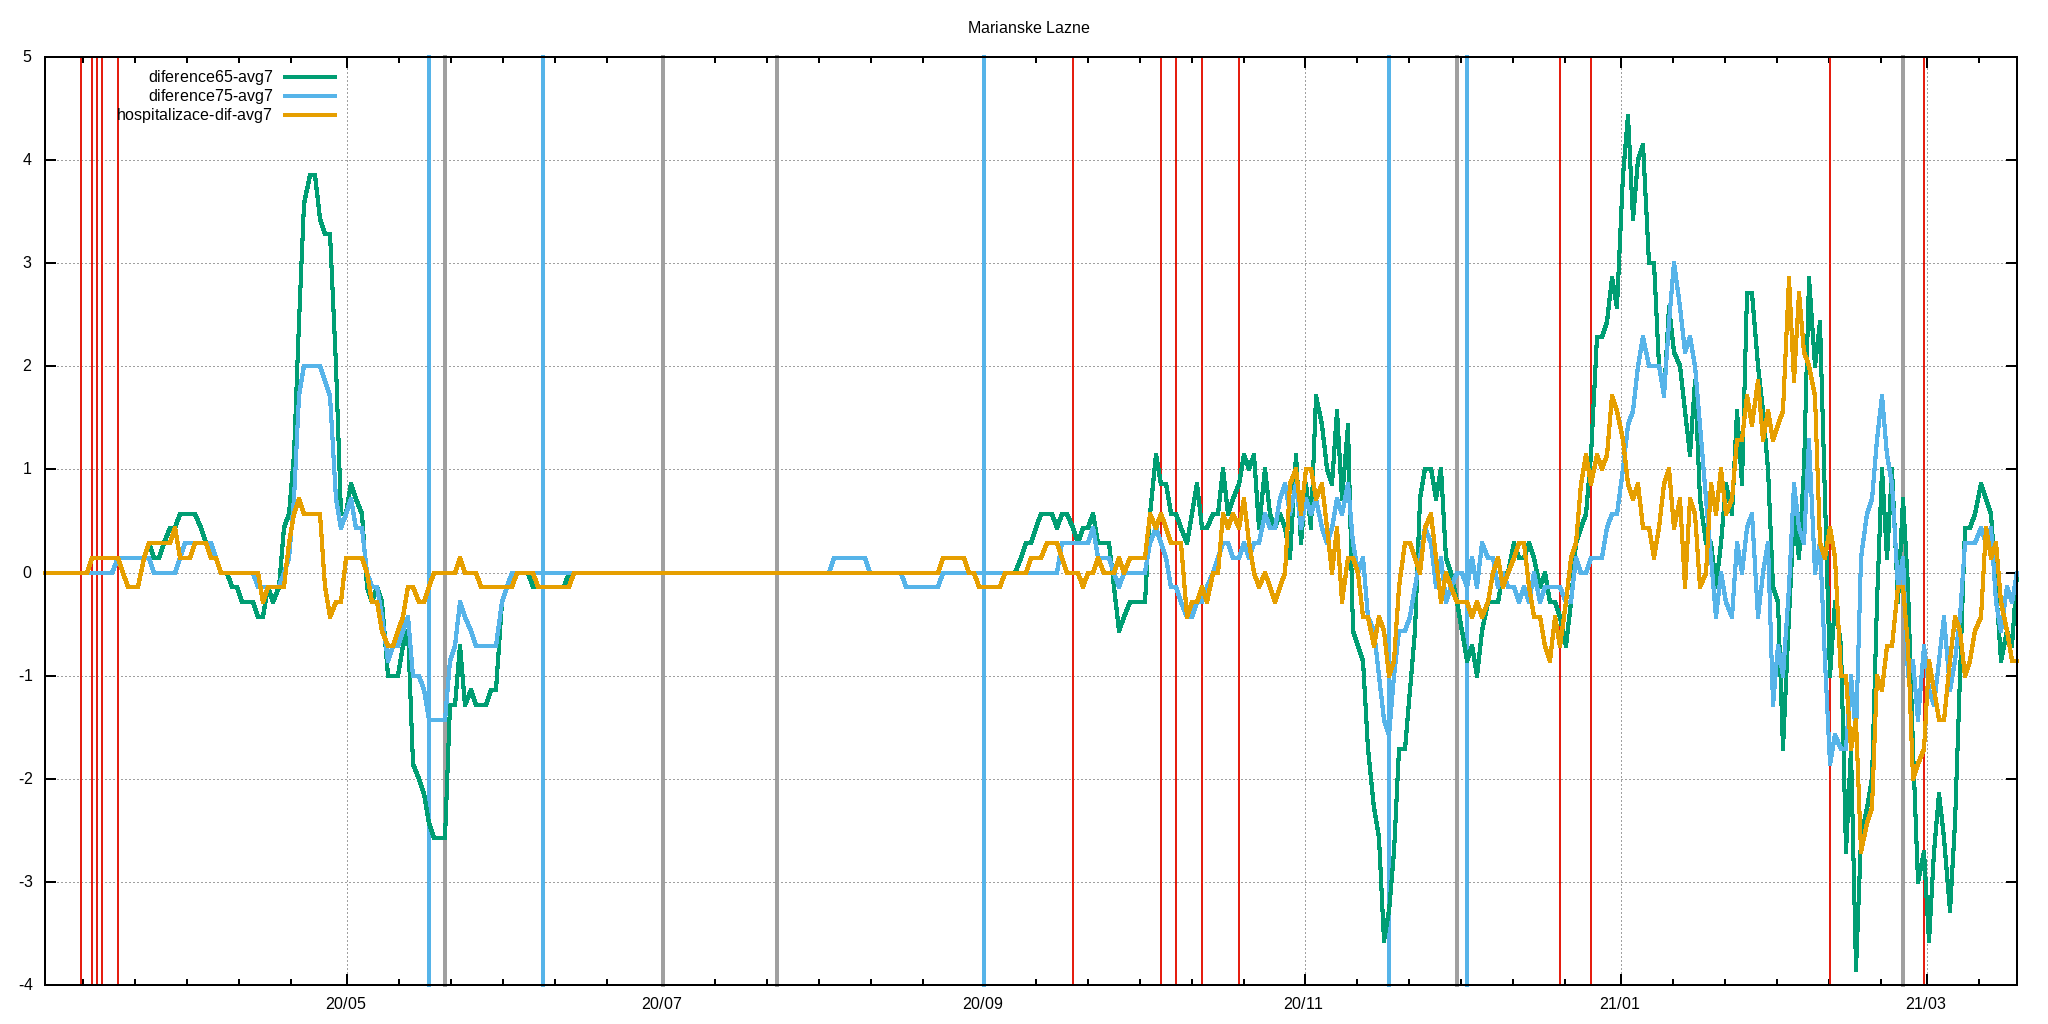 Marianske Lazne
diference65-avg7
diference75-avg7
hospitalizace-dif-avg7
5
4
3
2
1
0
-1
-2
-3
-4
20/05 20/07 20/09 20/11 21/01 21/03